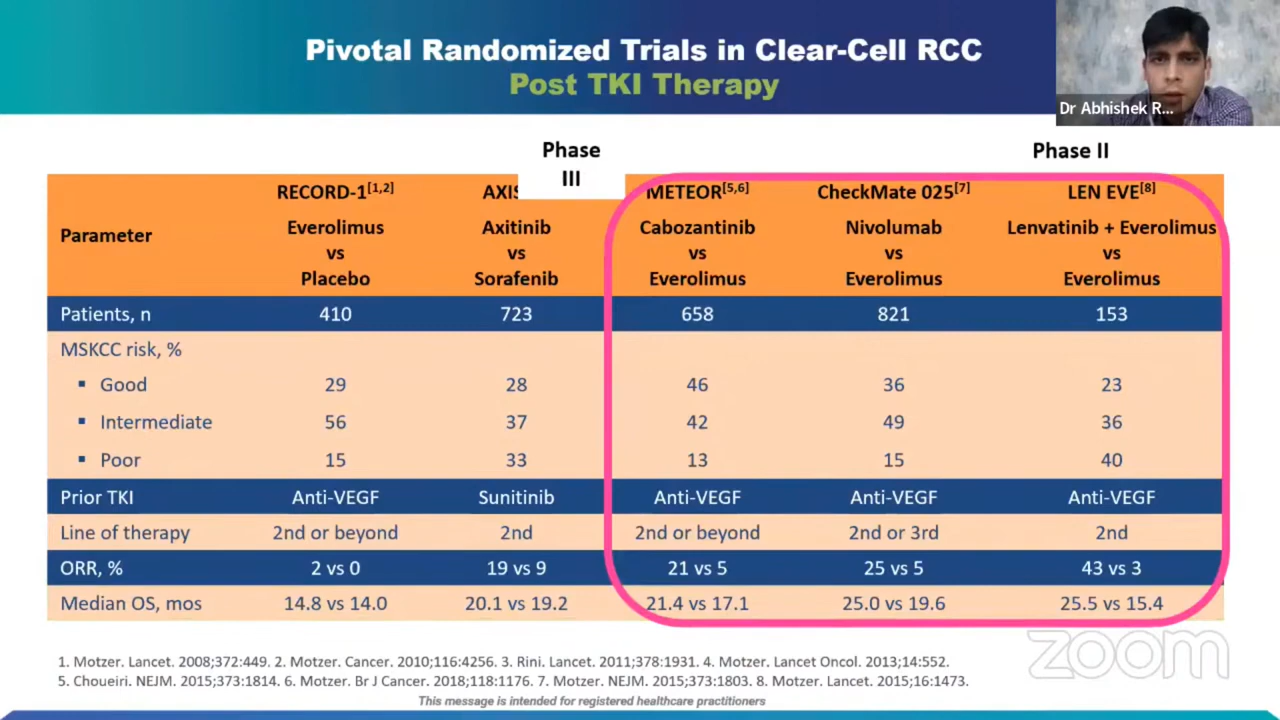 Pivotal Randomized Trials in Clear-Cell RCC
Post TKI Therapy
Dr Abhishek R...
Phase
III
Phase II
Parameter
RECORD-1[1,2]
Everolimus
vs
Placebo
AXIS
Axitinib
vs
Sorafenib
METEOR[5,6]
Cabozantinib
vs
Everolimus
CheckMate 025[7]
Nivolumab
vs
Everolimus
LEN EVE[8]
Lenvatinib + Everolimus
vs
Everolimus
Patients, n 410 723 658 821 153
MSKCC risk, %
▪ Good 29 28 46 36 23
▪ Intermediate 56 37 42 49 36
▪ Poor 15 33 13 15 40
Prior TKI Anti-VEGF Sunitinib Anti-VEGF Anti-VEGF Anti-VEGF
Line of therapy 2nd or beyond 2nd 2nd or beyond 2nd or 3rd 2nd
ORR, % 2 vs 0 19 vs 9 21 vs 5 25 vs 5 43 vs 3
Median OS, mos 14.8 vs 14.0 20.1 vs 19.2 21.4 vs 17.1 25.0 vs 19.6 25.5 vs 15.4
zoom
1. Motzer. Lancet. 2008;372:449. 2. Motzer. Cancer. 2010;116:4256. 3. Rini. Lancet. 2011;378:1931. 4. Motzer. Lancet Oncol. 2013;14:552.
5. Choueiri. NEJM. 2015;373:1814. 6. Motzer. Br J Cancer. 2018;118:1176. 7. Motzer. NEJM. 2015;373:1803. 8. Motzer. Lancet. 2015;16:1473.
This message is intended for registered healthcare practitioners